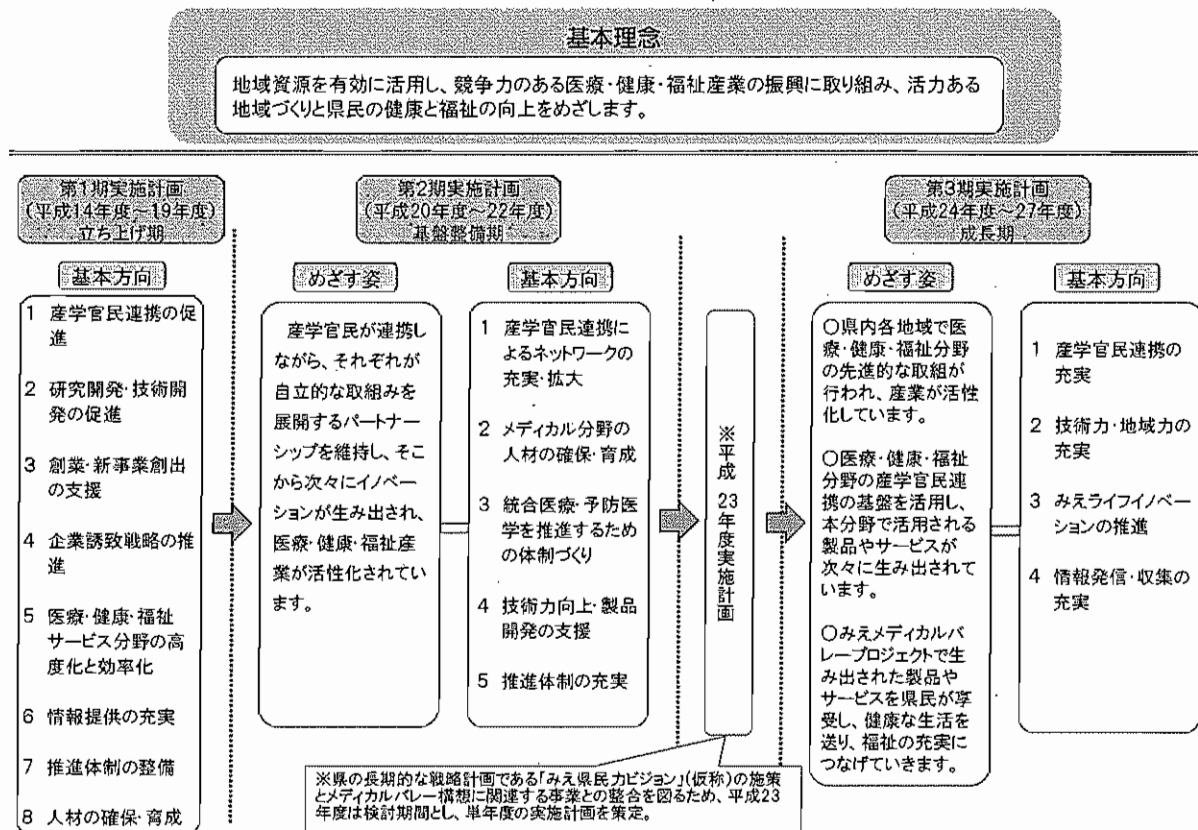 基本理念
地域資源を有効に活用し、競争力のある医療・健康・福祉産業の振興に取り組み、活力ある
地域づくりと県民の健康と福祉の向上をめざします。
第1期実施計画
(平成14年度～19年度)
立ち上げ期
基本方向
1 産学官民連携の促
進
2 研究開発・技術開
発の促進
3 創業・新事業創出
の支援
4 企業誘致戦略の推
進
5 医療・健康・福祉
サービス分野の高
度化と効率化
6 情報提供の充実
7 推進体制の整備
8 人材の確保・育成
第2期実施計画
(平成20年度～22年度)
基盤整備期
めざす姿
産学官民が連携し
ながら、それぞれが
自立的な取組みを
展開するパートナー
シップを維持し、そこ
から次々にイノベー
ションが生み出され、
医療・健康・福祉産
業が活性化されてい
ます。
基本方向
1 産学官民連携に
よるネットワークの
充実・拡大
2 メディカル分野の
人材の確保・育成
3 統合医療・予防医
学を推進するため
の体制づくり
4 技術力向上・製品
開発の支援
5 推進体制の充実
※平成23年度実施計画
※県の長期的な戦略計画である「みえ県民力ビジョン」(仮称)の施策
とメディカルバレー構想に関連する事業との整合を図るため、平成23
年度は検討期間とし、単年度の実施計画を策定。
第3期実施計画
(平成24年度～27年度)
成長期
めざす姿
○県内各地域で医
療・健康・福祉分野
の先進的な取組が
行われ、産業が活性
化しています。
○医療・健康・福祉
分野の産学官民連
携の基盤を活用し、
本分野で活用される
製品やサービスが
次々に生み出されて
います。
○みえメディカルバ
レープロジェクトで生
み出された製品や
サービスを県民が享
受し、健康な生活を
送り、福祉の充実に
つなげていきます。
基本方向
1 産学官民連携の
充実
2 技術力・地域力の
充実
3 みえライフイノベー
ションの推進
4 情報発信・収集の
充実